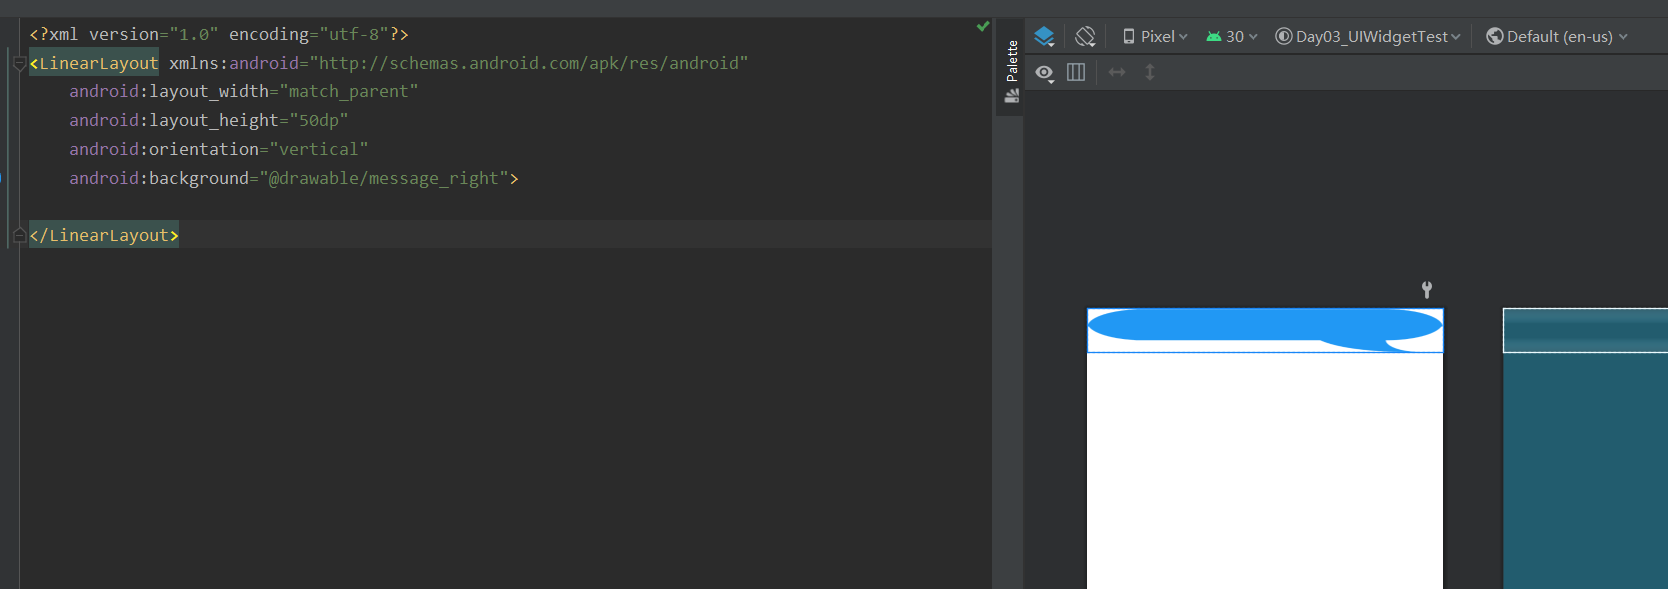 <?xml version="1.0" encoding="utf-8"?>
<LinearLayout xmlns:android="http://schemas.android.com/apk/res/android"
    android:layout_width="match_parent"
    android:layout_height="50dp"
    android:orientation="vertical"
    android:background="@drawable/message_right">
</LinearLayout>
Palette
Pixel 30 Day03_UIWidgetTest Default (en-us)